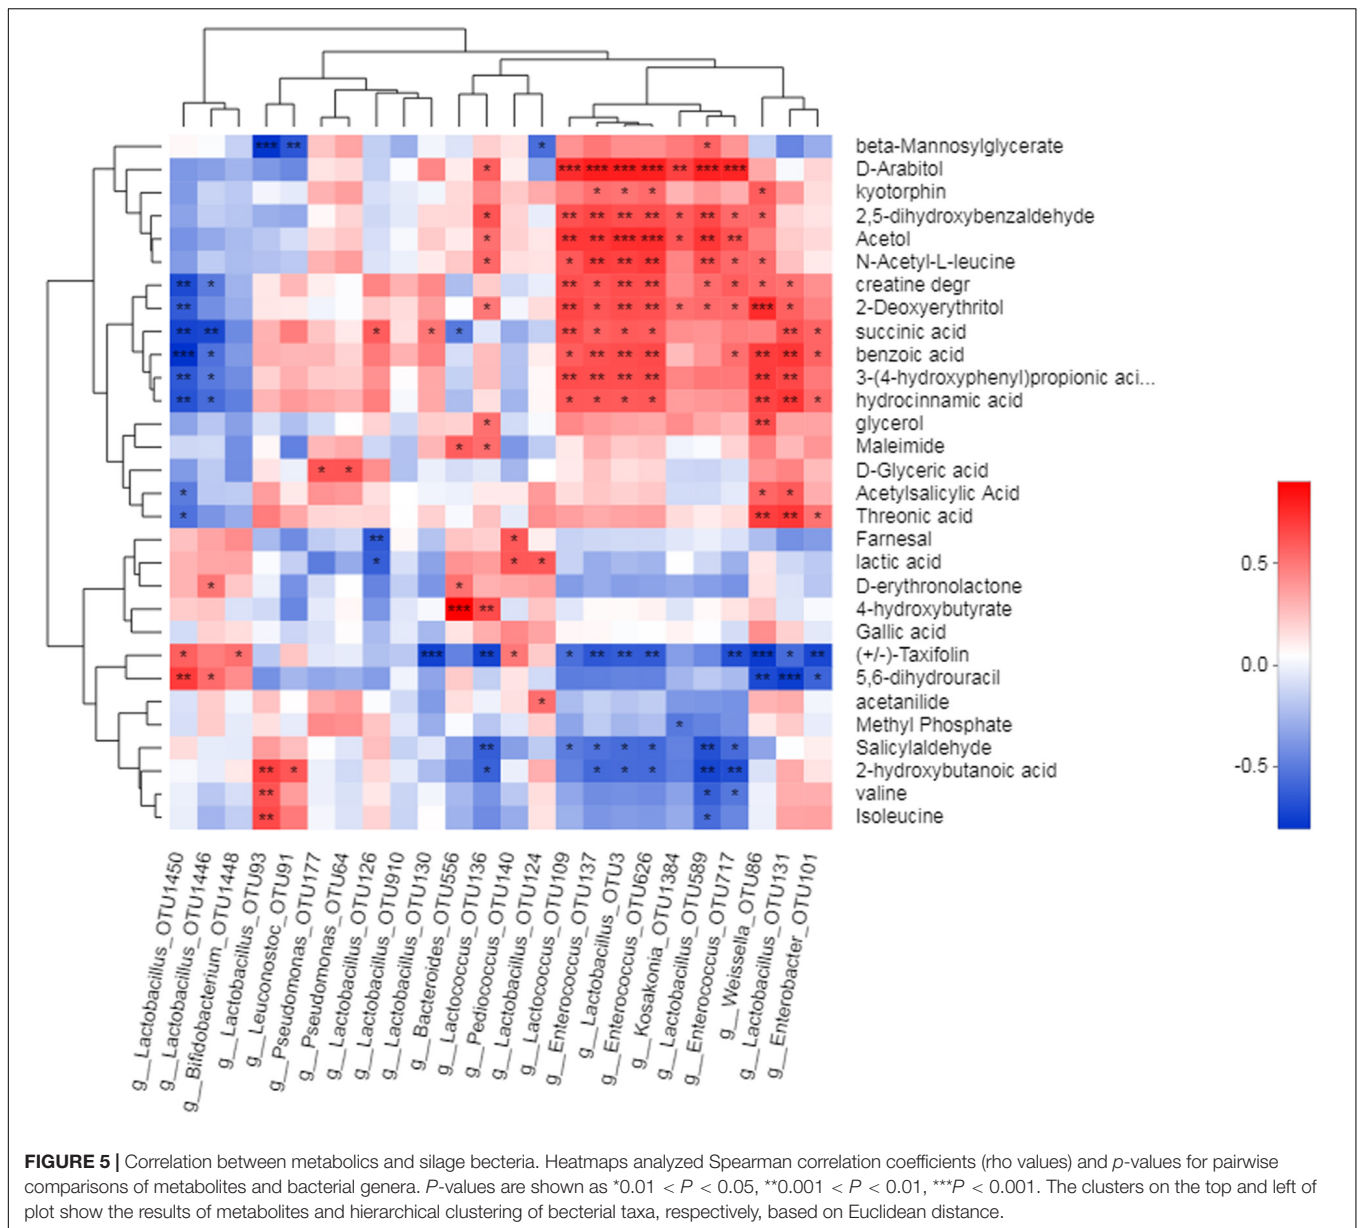 *** ** * * beta-Mannosylglycerate
* *** *** *** *** ** *** *** D-Arabitol
* * * * kyotorphin
* ** ** ** ** * ** * * 2,5-dihydroxybenzaldehyde
* ** ** *** *** * ** ** Acetol
* * ** ** ** ** * * N-Acetyl-L-leucine
** * ** * ** ** * * * * creatine degr
** * ** * ** ** * * * *** * 2-Deoxyerythritol
** ** * * * ** * * * ** * succinic acid
*** * * ** ** ** * ** ** * benzoic acid
** * ** ** ** ** ** ** 3-(4-hydroxyphenyl)propionic aci...
** * * * * * ** ** * hydrocinnamic acid
* ** glycerol
* * Maleimide
* * D-Glyceric acid
* * * Acetylsalicylic Acid
* ** ** * Threonic acid
** * Farnesal
* * * lactic acid
* * D-erythronolactone
*** ** 4-hydroxybutyrate
Gallic acid
* * *** ** * * ** ** ** ** *** * ** (+/-)-Taxifolin
** * ** *** * 5,6-dihydrouracil
* acetanilide
* Methyl Phosphate
** * * * * ** * Salicylaldehyde
** * * * * * ** ** 2-hydroxybutanoic acid
** * * valine
** * Isoleucine
0.5
0.0
-0.5
g__Lactobacillus_OTU1450
g__Lactobacillus_OTU1446
g__Bifidobacterium_OTU1448
g__Lactobacillus_OTU93
g__Leuconostoc_OTU91
g__Pseudomonas_OTU177
g__Pseudomonas_OTU64
g__Lactobacillus_OTU126
g__Lactobacillus_OTU910
g__Lactobacillus_OTU130
g__Bacteroides_OTU556
g__Lactococcus_OTU136
g__Pediococcus_OTU140
g__Lactobacillus_OTU124
g__Lactococcus_OTU109
g__Enterococcus_OTU137
g__Lactobacillus_OTU3
g__Enterococcus_OTU626
g__Kosakonia_OTU1384
g__Lactobacillus_OTU589
g__Enterococcus_OTU717
g__Weissella_OTU86
g__Lactobacillus_OTU131
g__Enterobacter_OTU101
FIGURE 5 | Correlation between metabolics and silage becteria. Heatmaps analyzed Spearman correlation coefficients (rho values) and p-values for pairwise
comparisons of metabolites and bacterial genera. P-values are shown as *0.01 < P < 0.05, **0.001 < P < 0.01, ***P < 0.001. The clusters on the top and left of
plot show the results of metabolites and hierarchical clustering of becterial taxa, respectively, based on Euclidean distance.